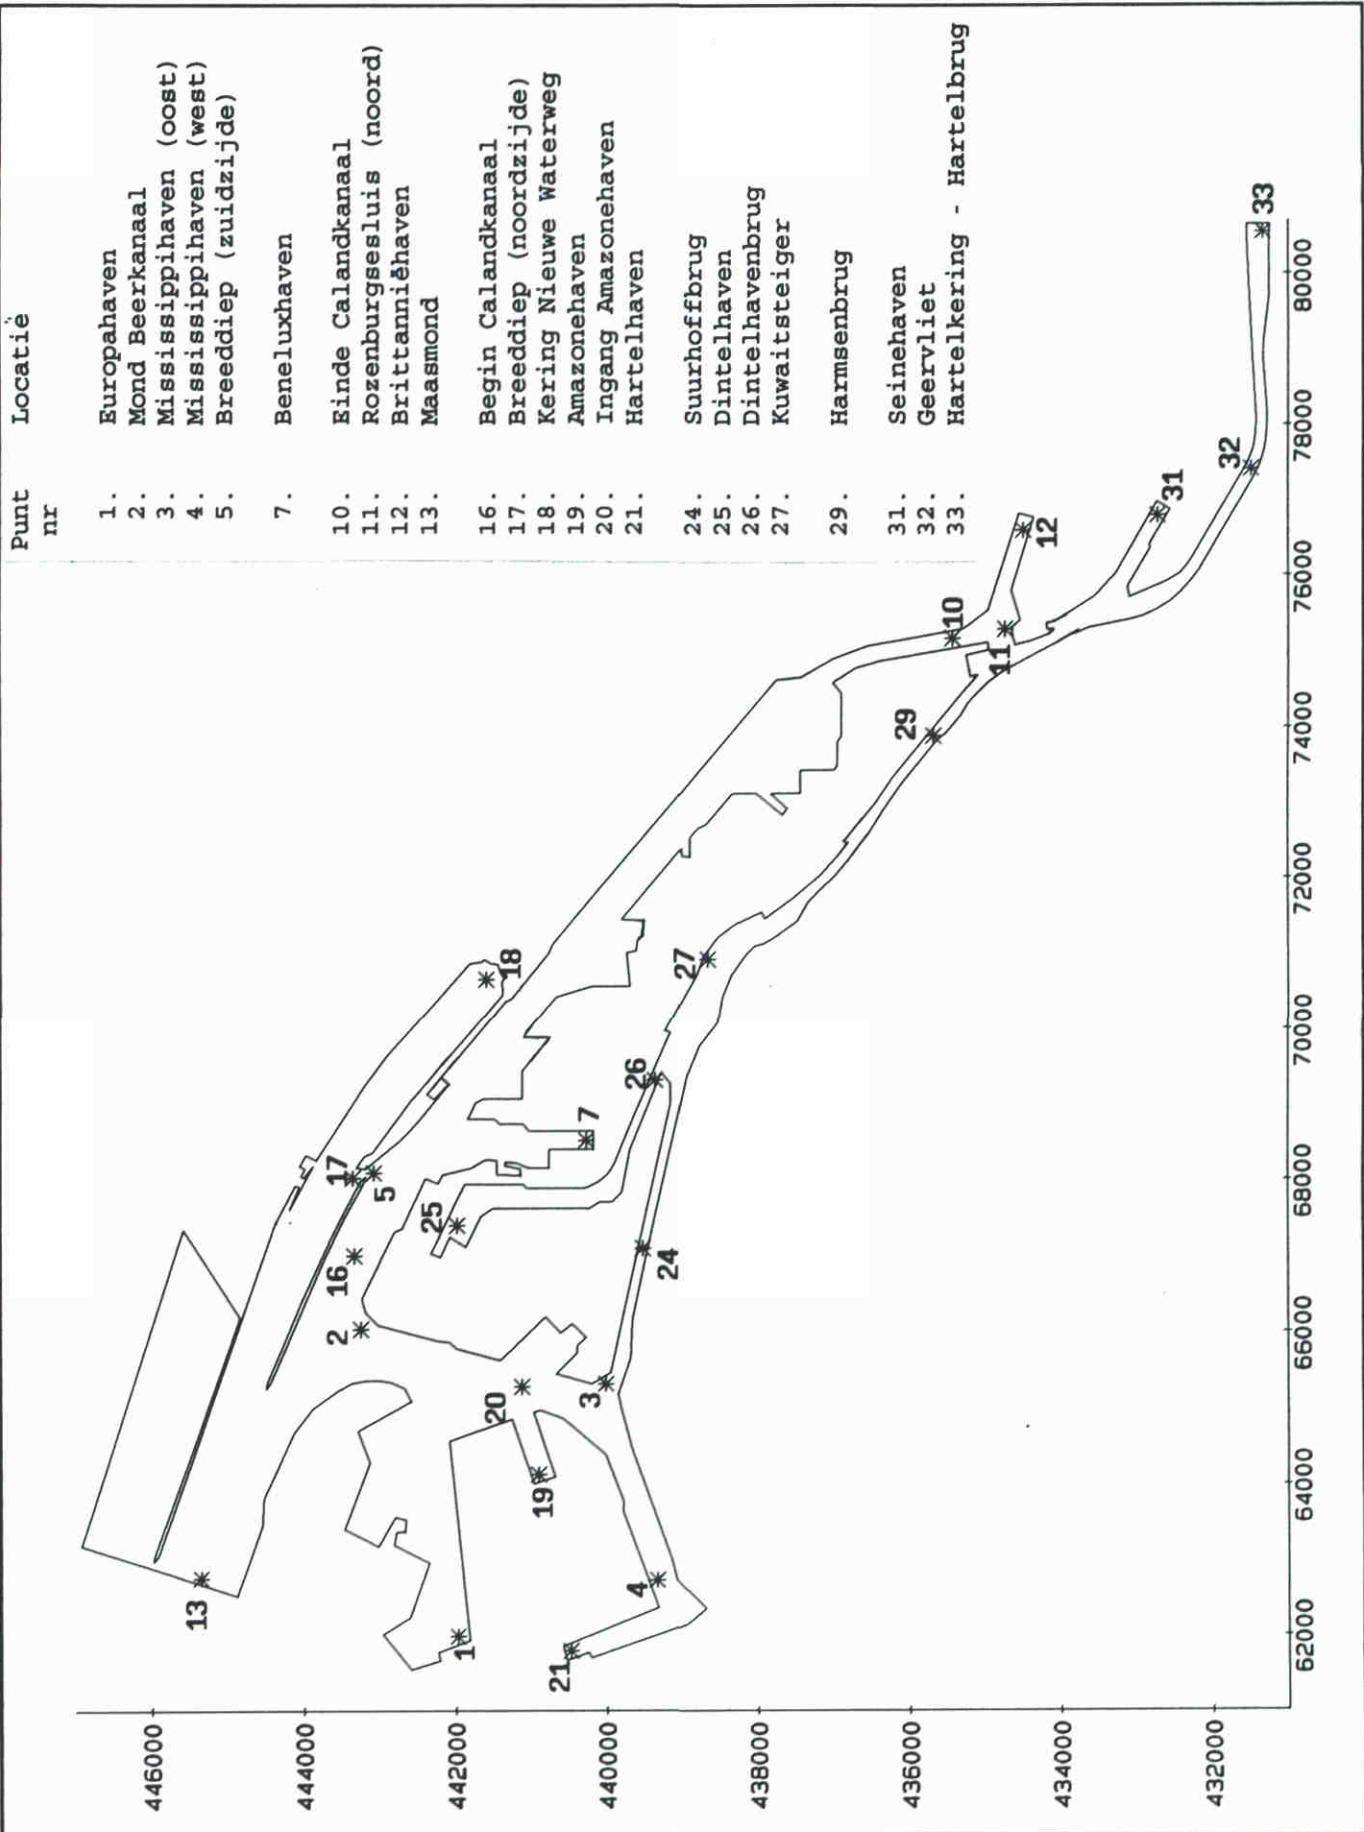 Punt Locatie
nr
1. Europahaven
2. Mond Beerkanaal
3. Mississippihaven (oost)
4. Mississippihaven (west)
5. Breeddiep (zuidzijde)
7. Beneluxhaven
10. Einde Calandkanaal
11. Rozenburgsesluis (noord)
12. Brittanniëhaven
13. Maasmond
16. Begin Calandkanaal
17. Breeddiep (noordzijde)
18. Kering Nieuwe Waterweg
19. Amazonehaven
20. Ingang Amazonehaven
21. Hartelhaven
24. Suurhoffbrug
25. Dintelhaven
26. Dintelhavenbrug
27. Kuwaitsteiger
29. Harmsenbrug
31. Seinehaven
32. Geervliet
33. Hartelkering - Hartelbrug
446000
444000
442000
440000
438000
436000
434000
432000
62000
64000
66000
68000
70000
72000
74000
76000
78000
80000
13
1
21
4
19
20
3
2
16
17
5
25
24
7
26
18
27
29
10
11
12
31
32
33